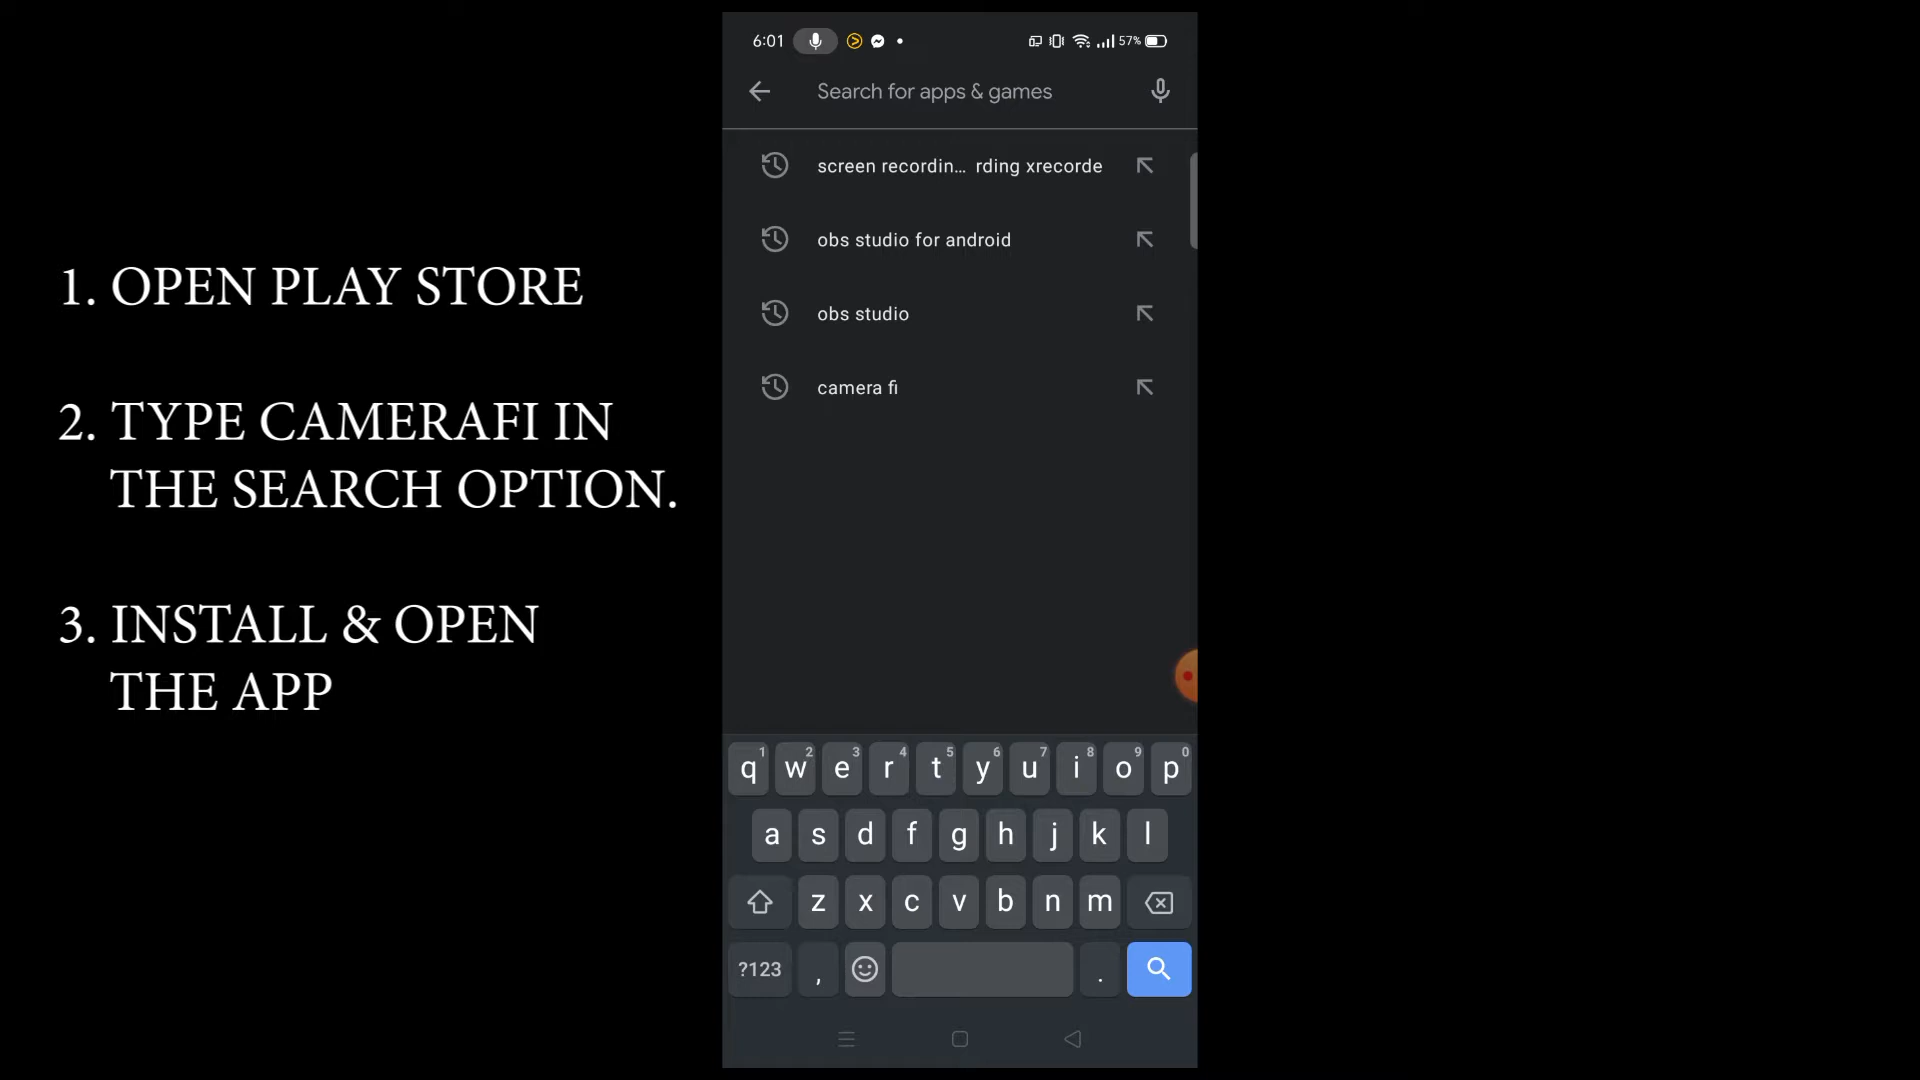 1. OPEN PLAY STORE
2. TYPE CAMERAFI IN
THE SEARCH OPTION.
3. INSTALL & OPEN
THE APP
6:01 57%
Search for apps & games
screen recordin... rding xrecorde
obs studio for android
obs studio
camera fi
1 2 3 4 5 6 7 8 9 0
q w e r t y u i o p
a s d f g h j k l
z x c v b n m
?123 , .